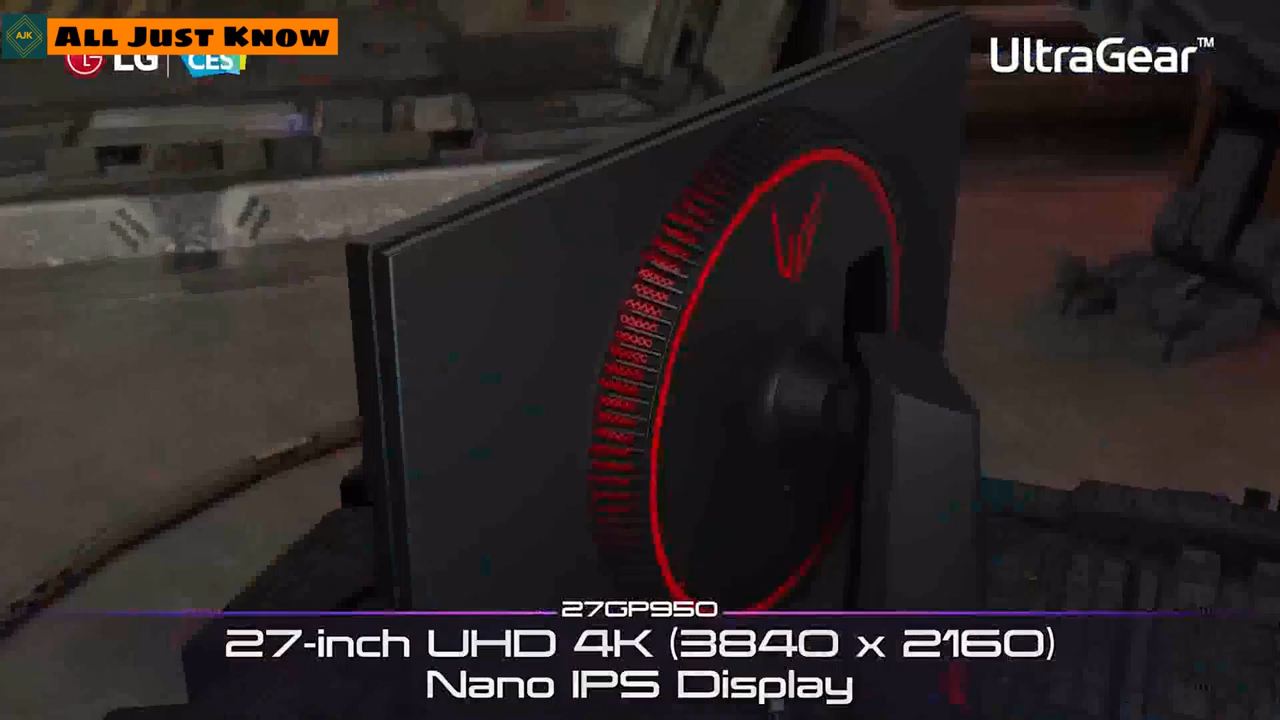 AJK
ALL JUST KNOW
LG CES
UltraGear™
27GP950
27-inch UHD 4K (3840 x 2160)
Nano IPS Display